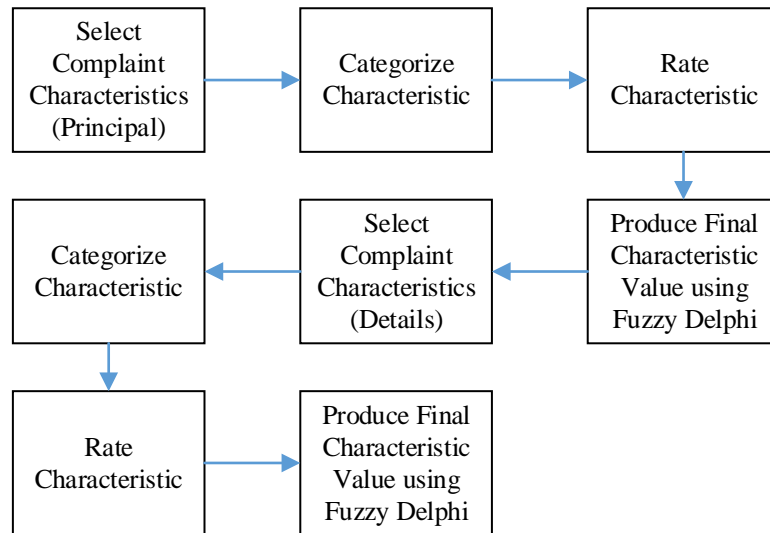 Select
Complaint
Characteristics
(Principal)
Categorize
Characteristic
Rate
Characteristic
Produce Final
Characteristic
Value using
Fuzzy Delphi
Select
Complaint
Characteristics
(Details)
Categorize
Characteristic
Rate
Characteristic
Produce Final
Characteristic
Value using
Fuzzy Delphi